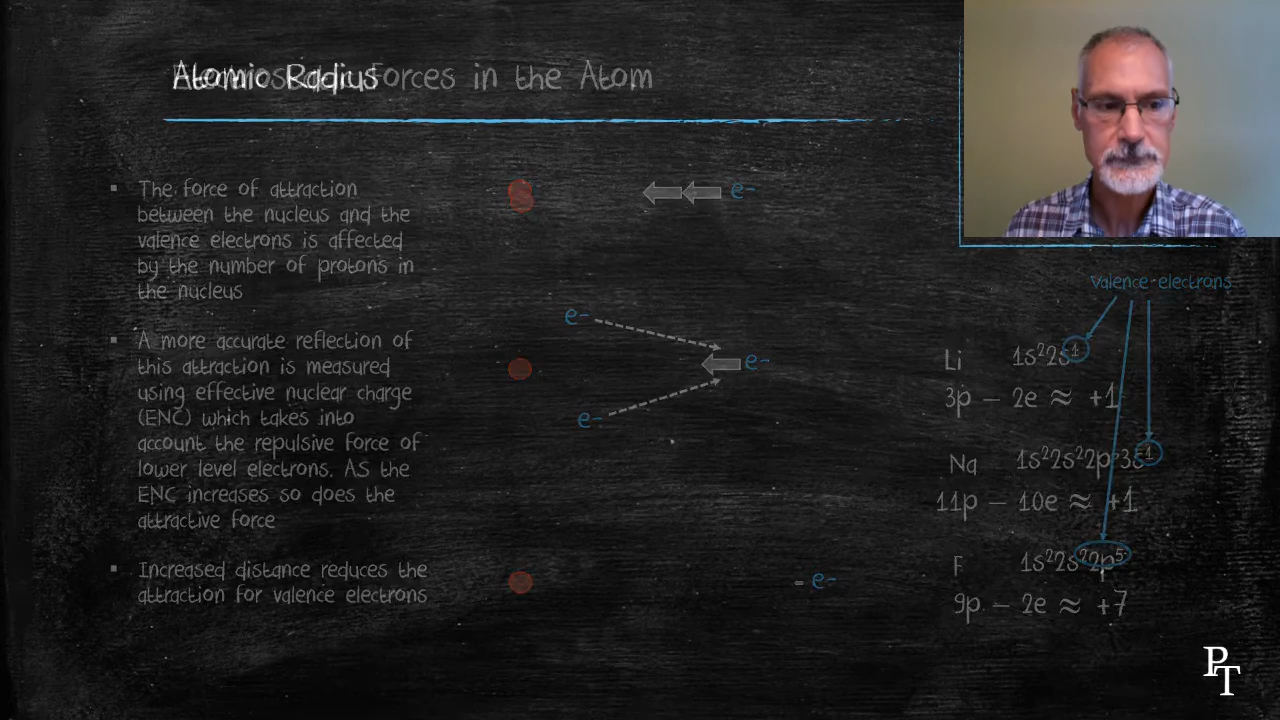 Atomic Radius
Forces in the Atom
The force of attraction
between the nucleus and the
valence electrons is affected
by the number of protons in
the nucleus
A more accurate reflection of
this attraction is measured
using effective nuclear charge
(ENC) which takes into
account the repulsive force of
lower level electrons. AS the
ENC increases so does the
attractive force
Increased distance reduces the
attraction for valence electrons
e-
e-
e-
e-
= e-
Valence electrons
Li 1s²2s¹
3p – 2e ≈ +1
Na 1s²2s²2p 3s¹
11p – 10e ≈ +1
F 1s²2s²2p⁵
9p – 2e ≈ +7
PT